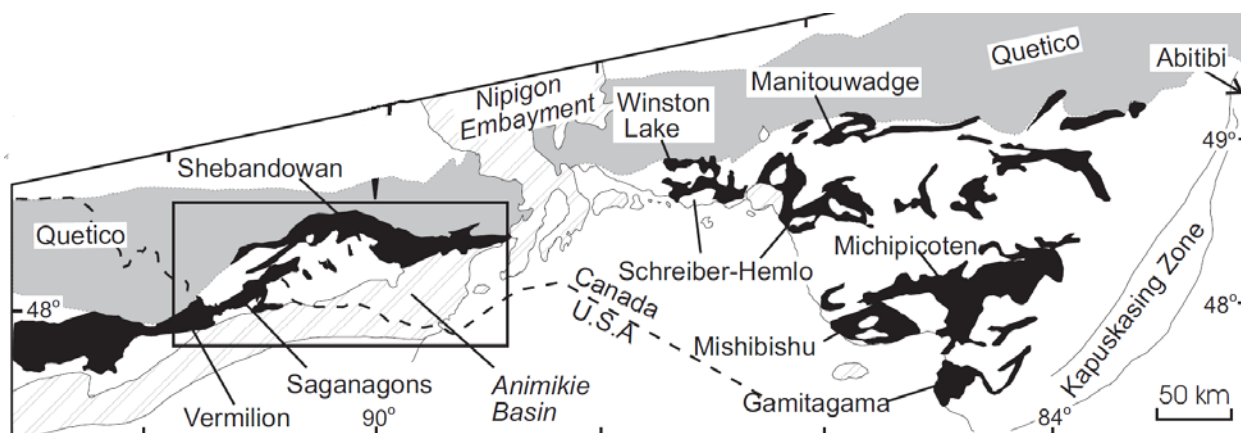 Quetico
Abitibi
Manitouwadge
Nipigon
Embayment
Winston
Lake
49°
Shebandowan
Quetico
Michipicoten
Schreiber-Hemlo
48°
48°
Canada
U.S.A
Mishibishu
Kapuskasing Zone
Saganagons
Animikie
Basin
Vermilion
Gamitagama
90°
84°
50 km